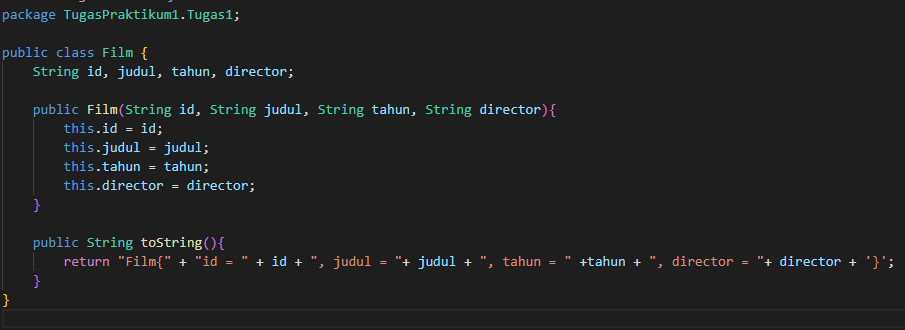 package TugasPraktikum1.Tugas1;
public class Film {
String id, judul, tahun, director;
public Film(String id, String judul, String tahun, String director){
this.id = id;
this.judul = judul;
this.tahun = tahun;
this.director = director;
}
public String toString(){
return "Film{" + "id = " + id + ", judul = "+ judul + ", tahun = " +tahun + ", director = "+ director + '}';
}
}